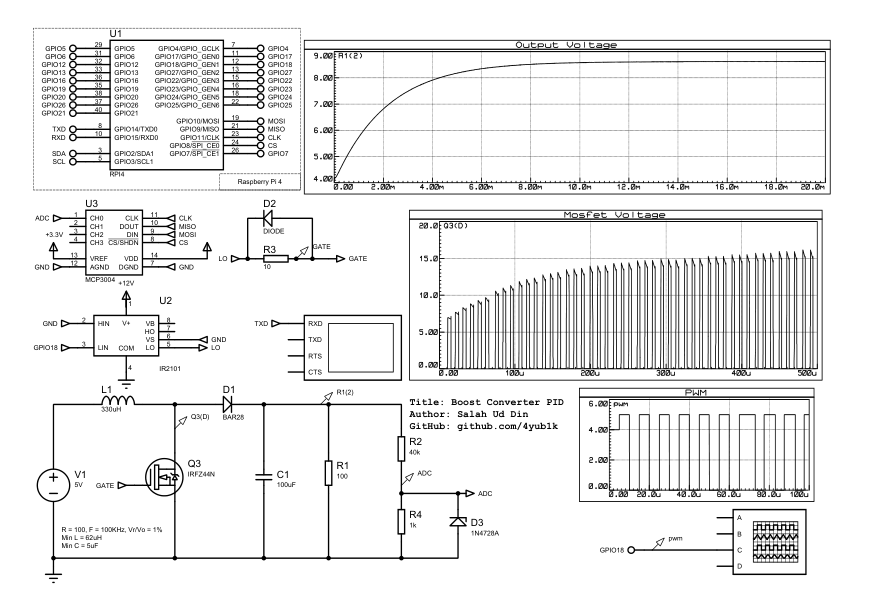 U1
GPIO5 29 GPIO5 GPIO4/GPIO_GCLK 7 GPIO4
GPIO6 31 GPIO6 GPIO17/GPIO_GEN0 11 GPIO17
GPIO12 32 GPIO12 GPIO18/GPIO_GEN1 12 GPIO18
GPIO13 33 GPIO13 GPIO27/GPIO_GEN2 13 GPIO27
GPIO16 36 GPIO16 GPIO22/GPIO_GEN3 15 GPIO22
GPIO19 35 GPIO19 GPIO23/GPIO_GEN4 16 GPIO23
GPIO20 38 GPIO20 GPIO24/GPIO_GEN5 18 GPIO24
GPIO26 37 GPIO26 GPIO25/GPIO_GEN6 22 GPIO25
GPIO21 40 GPIO21
GPIO10/MOSI 19 MOSI
TXD 8 GPIO14/TXD0 GPIO9/MISO 21 MISO
RXD 10 GPIO15/RXD0 GPIO11/CLK 23 CLK
GPIO8/SPI_CE0 24 CS
SDA 3 GPIO2/SDA1 GPIO7/SPI_CE1 26 GPIO7
SCL 5 GPIO3/SCL1
RPI4
Raspberry Pi 4
Output Voltage
R1(2)
9.00
8.00
7.00
6.00
5.00
4.00
0.00 2.00m 4.00m 6.00m 8.00m 10.0m 12.0m 14.0m 16.0m 18.0m 20.0m
U3
ADC 1 CH0 CLK 11 CLK
2 CH1 DOUT 10 MISO
+3.3V 3 CH2 DIN 9 MOSI
4 CH3 CS/SHDN 8 CS
13 VREF VDD 14
GND 12 AGND DGND 7 GND
MCP3004
D2
DIODE
R3
LO GATE GATE
10
Mosfet Voltage
Q3(D)
20.0
15.0
10.0
5.00
0.00
0.00 100u 200u 300u 400u 500u
+12V
U2
1
GND 2 HIN V+ VB 8
HO 7
VS 6 GND
GPIO18 3 LIN COM LO 5 LO
4
IR2101
TXD RXD
TXD
RTS
CTS
L1
330uH
D1
BAR28
R1(2)
Q3(D)
Title: Boost Converter PID
Author: Salah Ud Din
GitHub: github.com/4yub1k
V1
5V
GATE
Q3
IRFZ44N
C1
100uF
R1
100
R2
40k
ADC
ADC
R4
1k
D3
1N4728A
R = 100, F = 100KHz, Vr/Vo = 1%
Min L = 62uH
Min C = 5uF
PWM
pwm
6.00
4.00
2.00
0.00
0.00 20.0u 40.0u 60.0u 80.0u 100u
A
B
GPIO18 pwm C
D